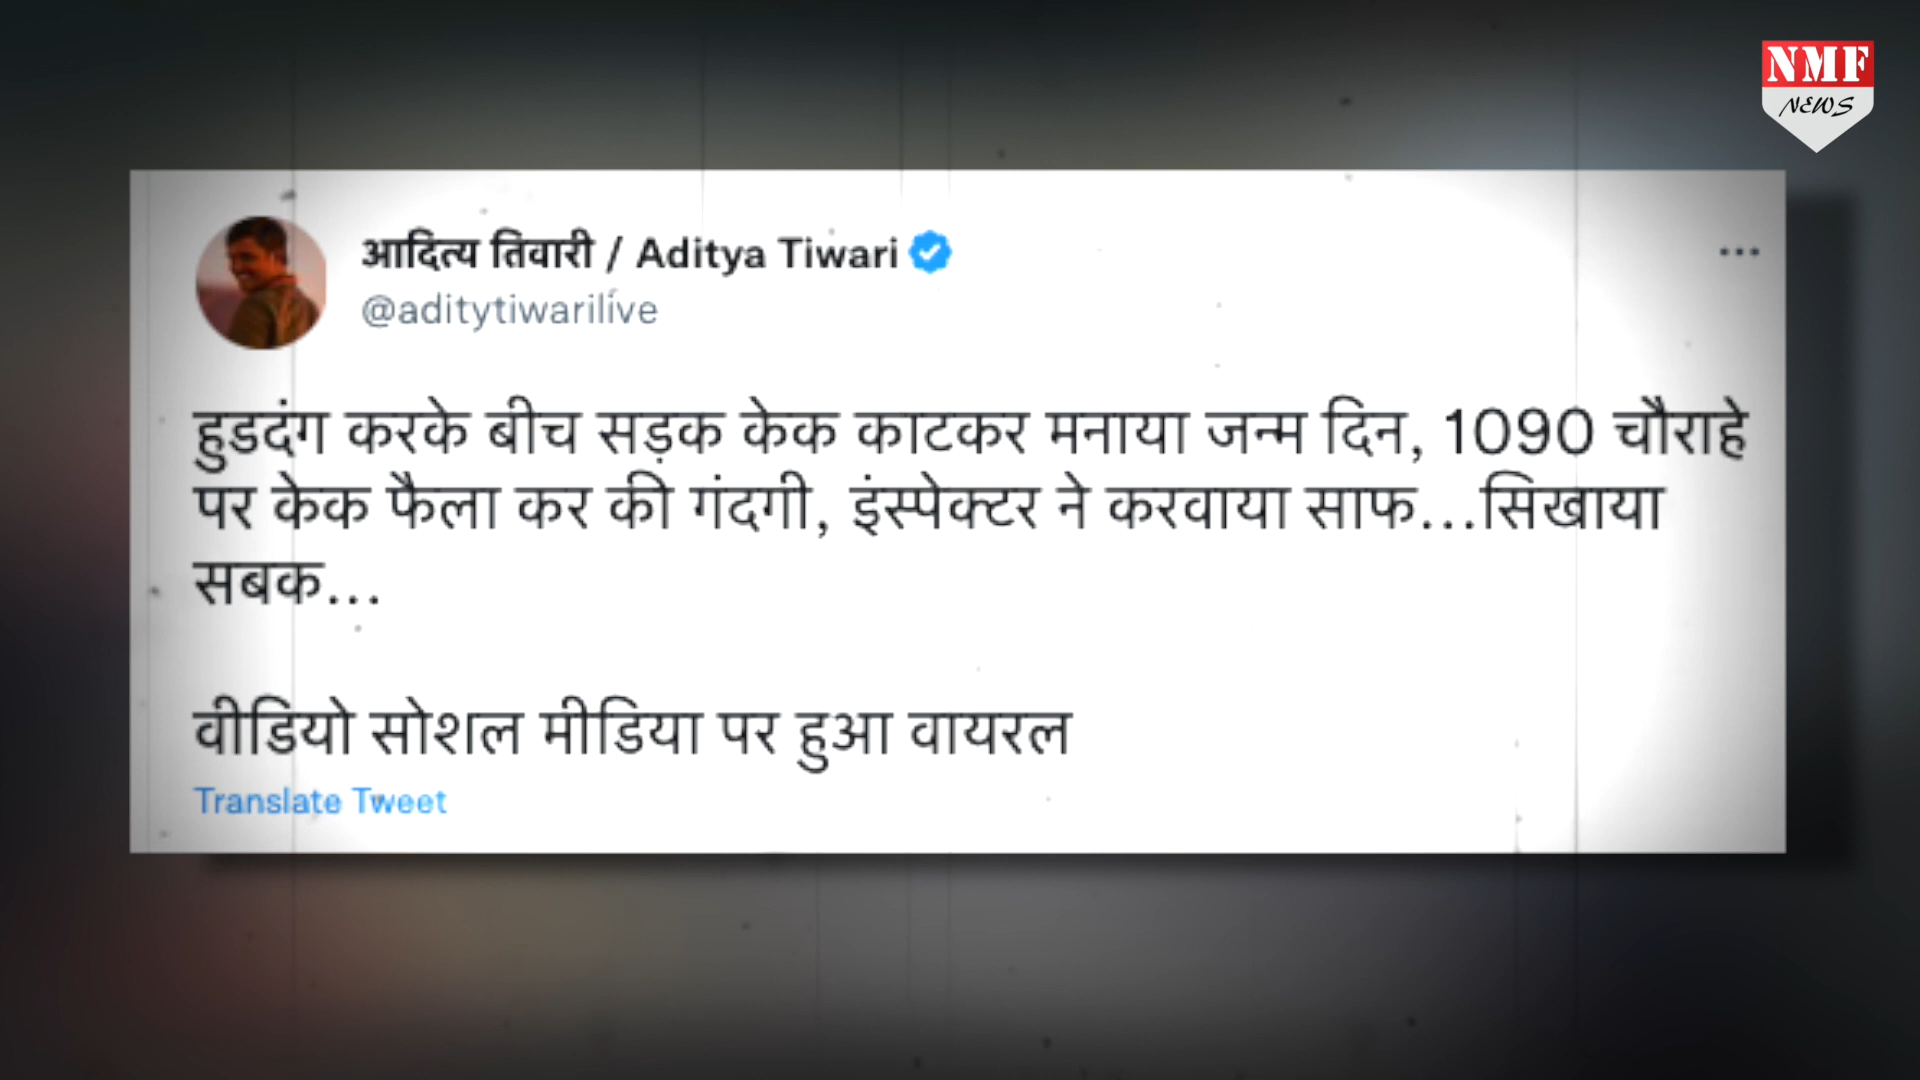 NMF
NEWS
आदित्य तिवारी / Aditya Tiwari
@aditytiwarilive
हुडदंग करके बीच सड़क केक काटकर मनाया जन्म दिन, 1090 चौराहे
पर केक फैला कर की गंदगी, इंस्पेक्टर ने करवाया साफ...सिखाया
सबक...
वीडियो सोशल मीडिया पर हुआ वायरल
Translate Tweet